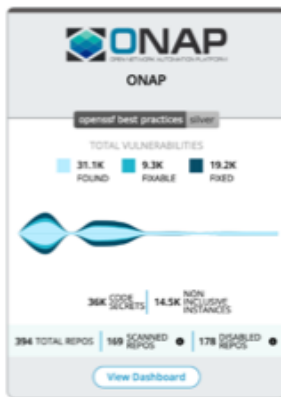 ONAP
OPEN NETWORK AUTOMATION PLATFORM
ONAP
openssf best practices silver
TOTAL VULNERABILITIES
31.1K FOUND 9.3K FIXABLE 19.2K FIXED
36K CODE SECRETS 14.5K NON INCLUSIVE INSTANCES
394 TOTAL REPOS 169 SCANNED REPOS 178 DISABLED REPOS
View Dashboard